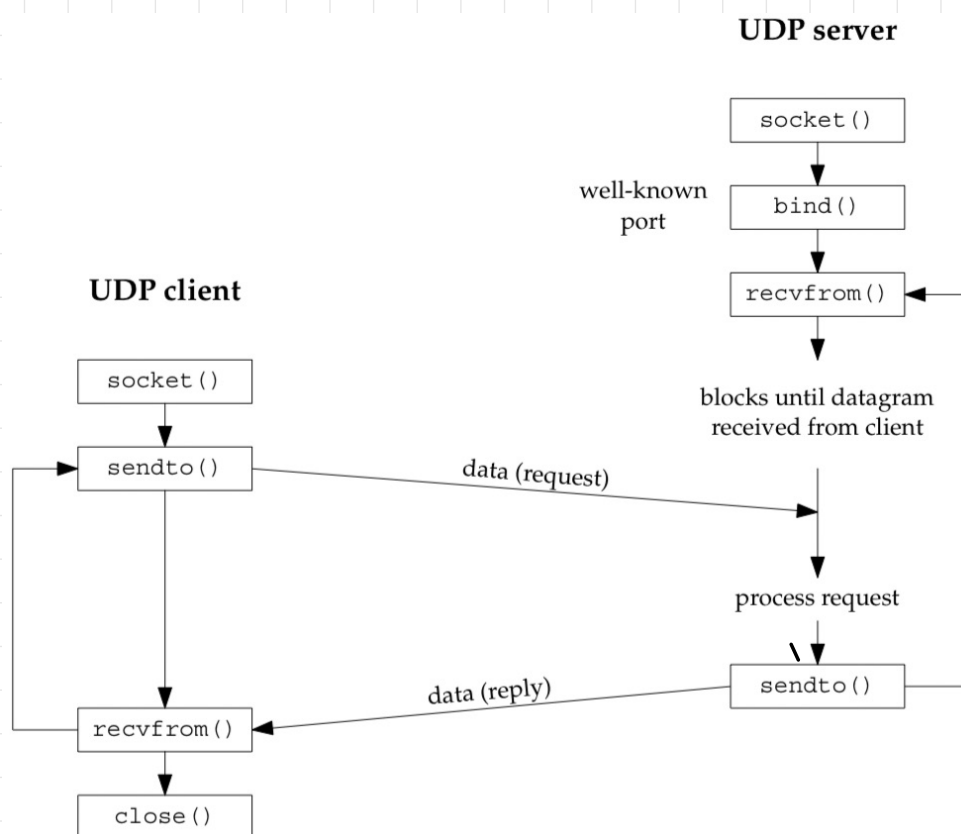 UDP server
socket()
well-known
port
bind()
recvfrom()
UDP client
blocks until datagram
received from client
socket()
sendto()
data (request)
process request
sendto()
data (reply)
recvfrom()
close()